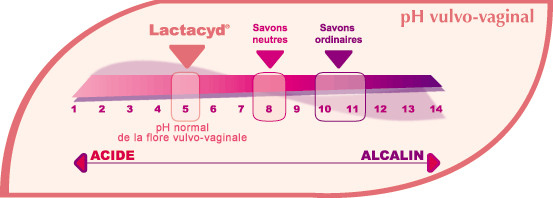 pH vulvo-vaginal
Lactacyd®
Savons
neutres
Savons
ordinaires
1 2 3 4 5 6 7 8 9 10 11 12 13 14
pH normal
de la flore vulvo-vaginale
ACIDE
ALCALIN